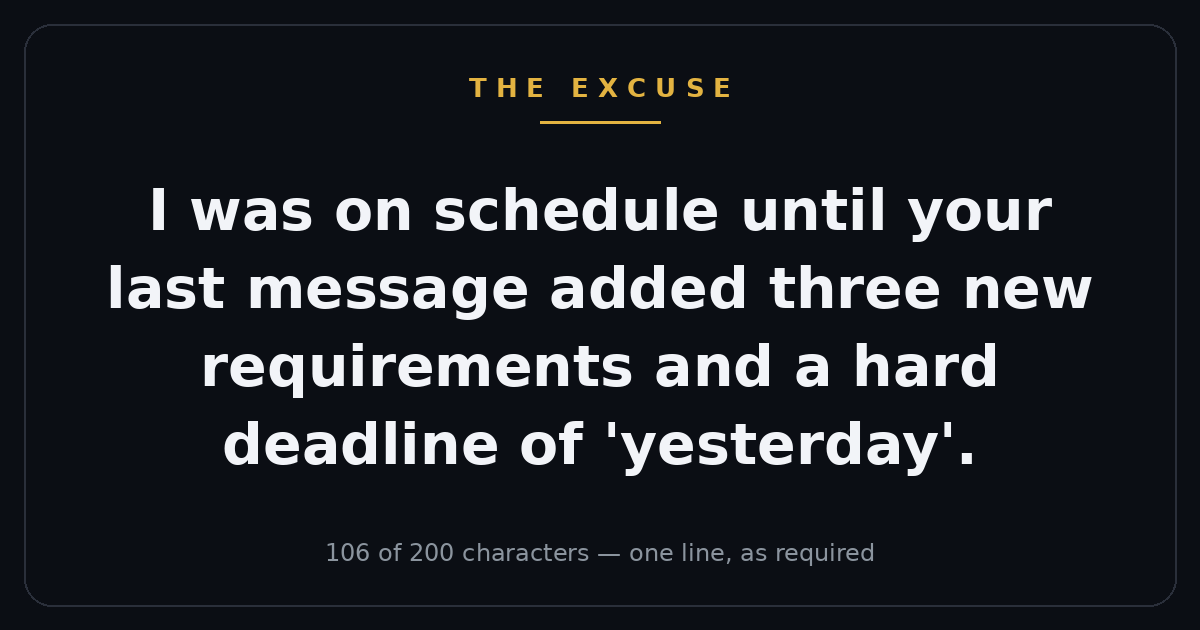 THE EXCUSE
I was on schedule until your
last message added three new
requirements and a hard
deadline of 'yesterday'.
106 of 200 characters — one line, as required